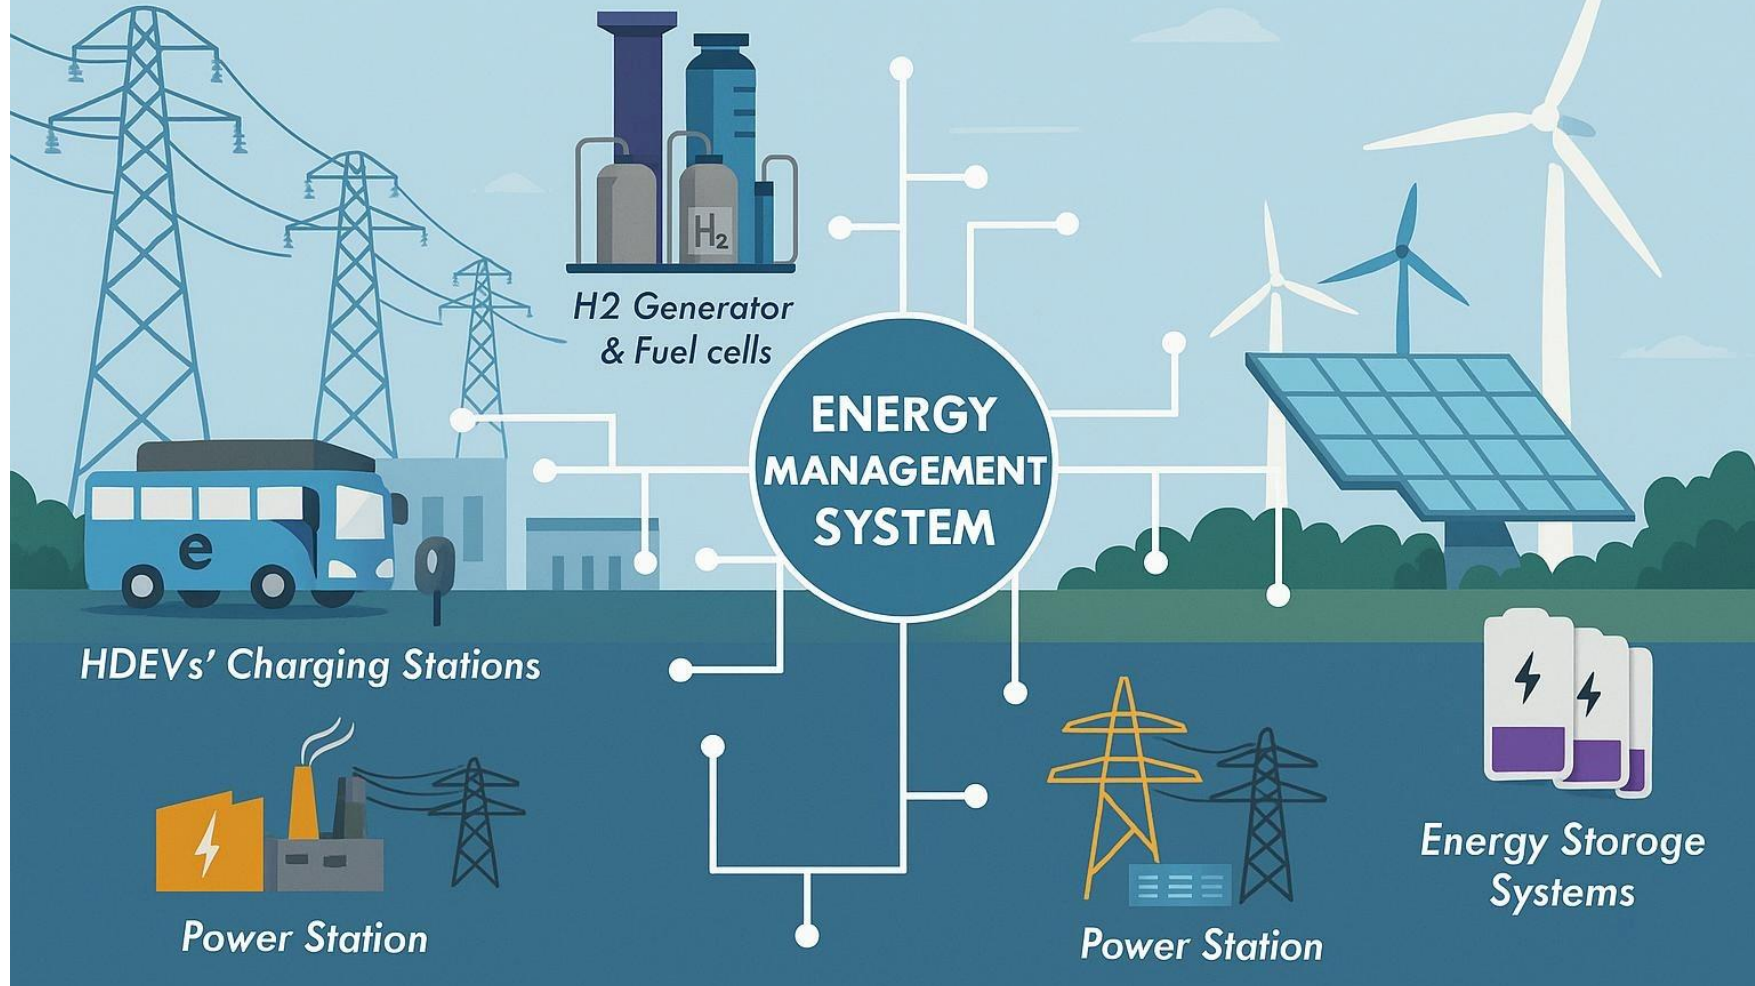 H2
H2 Generator
& Fuel cells
ENERGY
MANAGEMENT
SYSTEM
e
HDEVs' Charging Stations
Power Station
Power Station
Energy Storoge
Systems